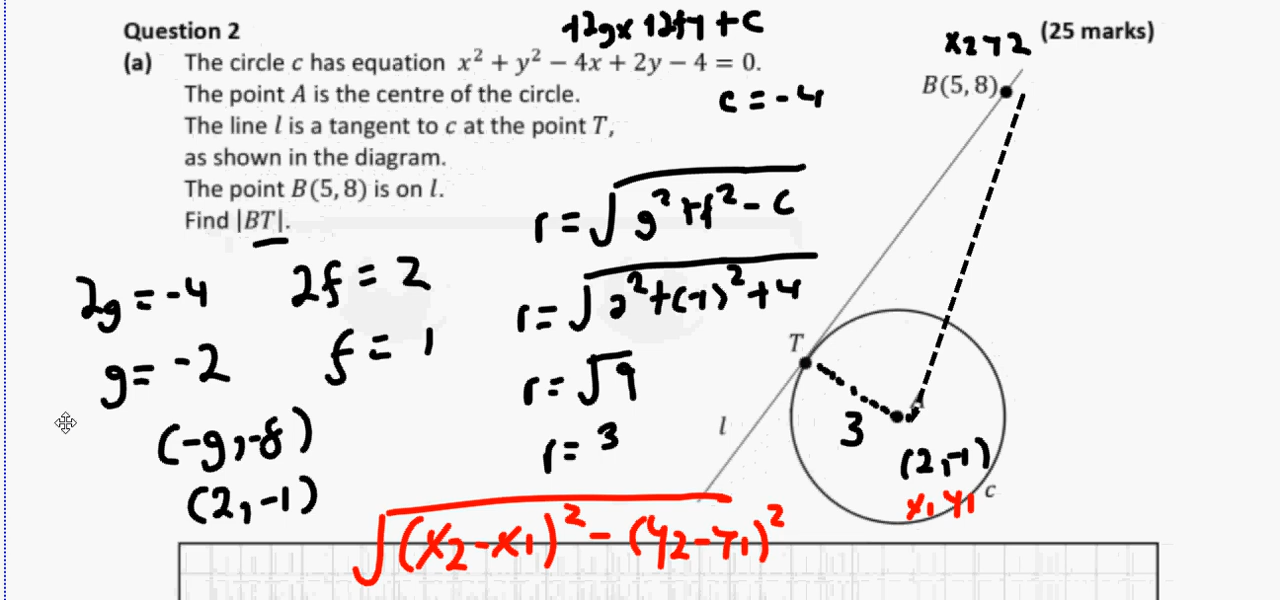 Question 2
(25 marks)
+2gx+2fy+c
(a) The circle c has equation x² + y² − 4x + 2y − 4 = 0.
The point A is the centre of the circle.
c = -4
The line l is a tangent to c at the point T,
as shown in the diagram.
The point B(5, 8) is on l.
Find |BT|.
x2 y2
B(5, 8)
2g = -4
g = -2
(-g, -f)
(2, -1)
2f = 2
f = 1
r = √g² + f² - c
r = √2² + (-1)² + 4
r = √9
r = 3
T
l
3
A
(2, -1)
x1 y1
c
√(x2 - x1)² - (y2 - y1)²